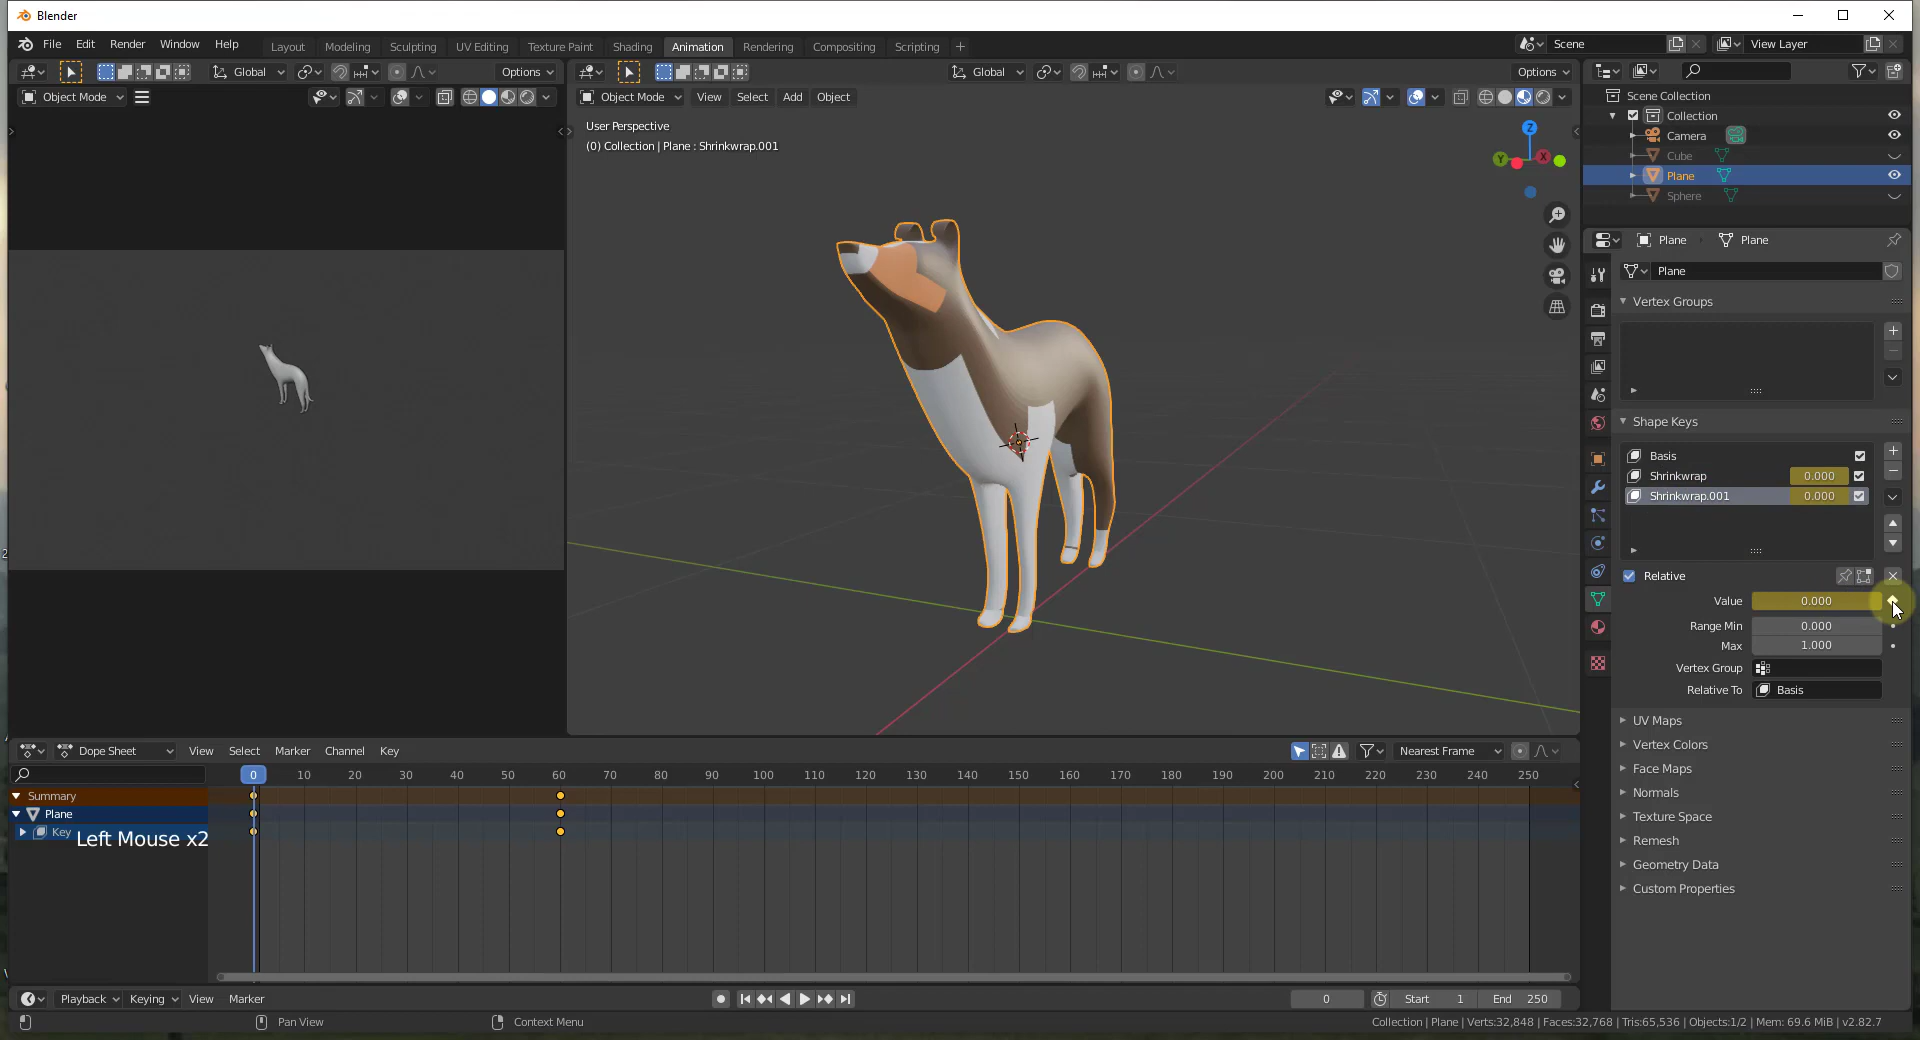 Blender
File Edit Render Window Help
Layout Modeling Sculpting UV Editing Texture Paint Shading Animation Rendering Compositing Scripting +
Scene
View Layer
Global
Options
Global
Options
Object Mode
Object Mode View Select Add Object
User Perspective
(0) Collection | Plane : Shrinkwrap.001
Z
Y
X
Scene Collection
Collection
Camera
Cube
Plane
Sphere
Plane
Plane
Plane
Vertex Groups
Shape Keys
Basis
Shrinkwrap 0.000
Shrinkwrap.001 0.000
Relative
Value 0.000
Range Min 0.000
Max 1.000
Vertex Group
Relative To Basis
UV Maps
Vertex Colors
Face Maps
Normals
Texture Space
Remesh
Geometry Data
Custom Properties
Dope Sheet View Select Marker Channel Key
Nearest Frame
0 10 20 30 40 50 60 70 80 90 100 110 120 130 140 150 160 170 180 190 200 210 220 230 240 250
Summary
Plane
Key
Left Mouse x2
Playback Keying View Marker
0
Start 1
End 250
Pan View
Context Menu
Collection | Plane | Verts:32,848 | Faces:32,768 | Tris:65,536 | Objects:1/2 | Mem: 69.6 MiB | v2.82.7